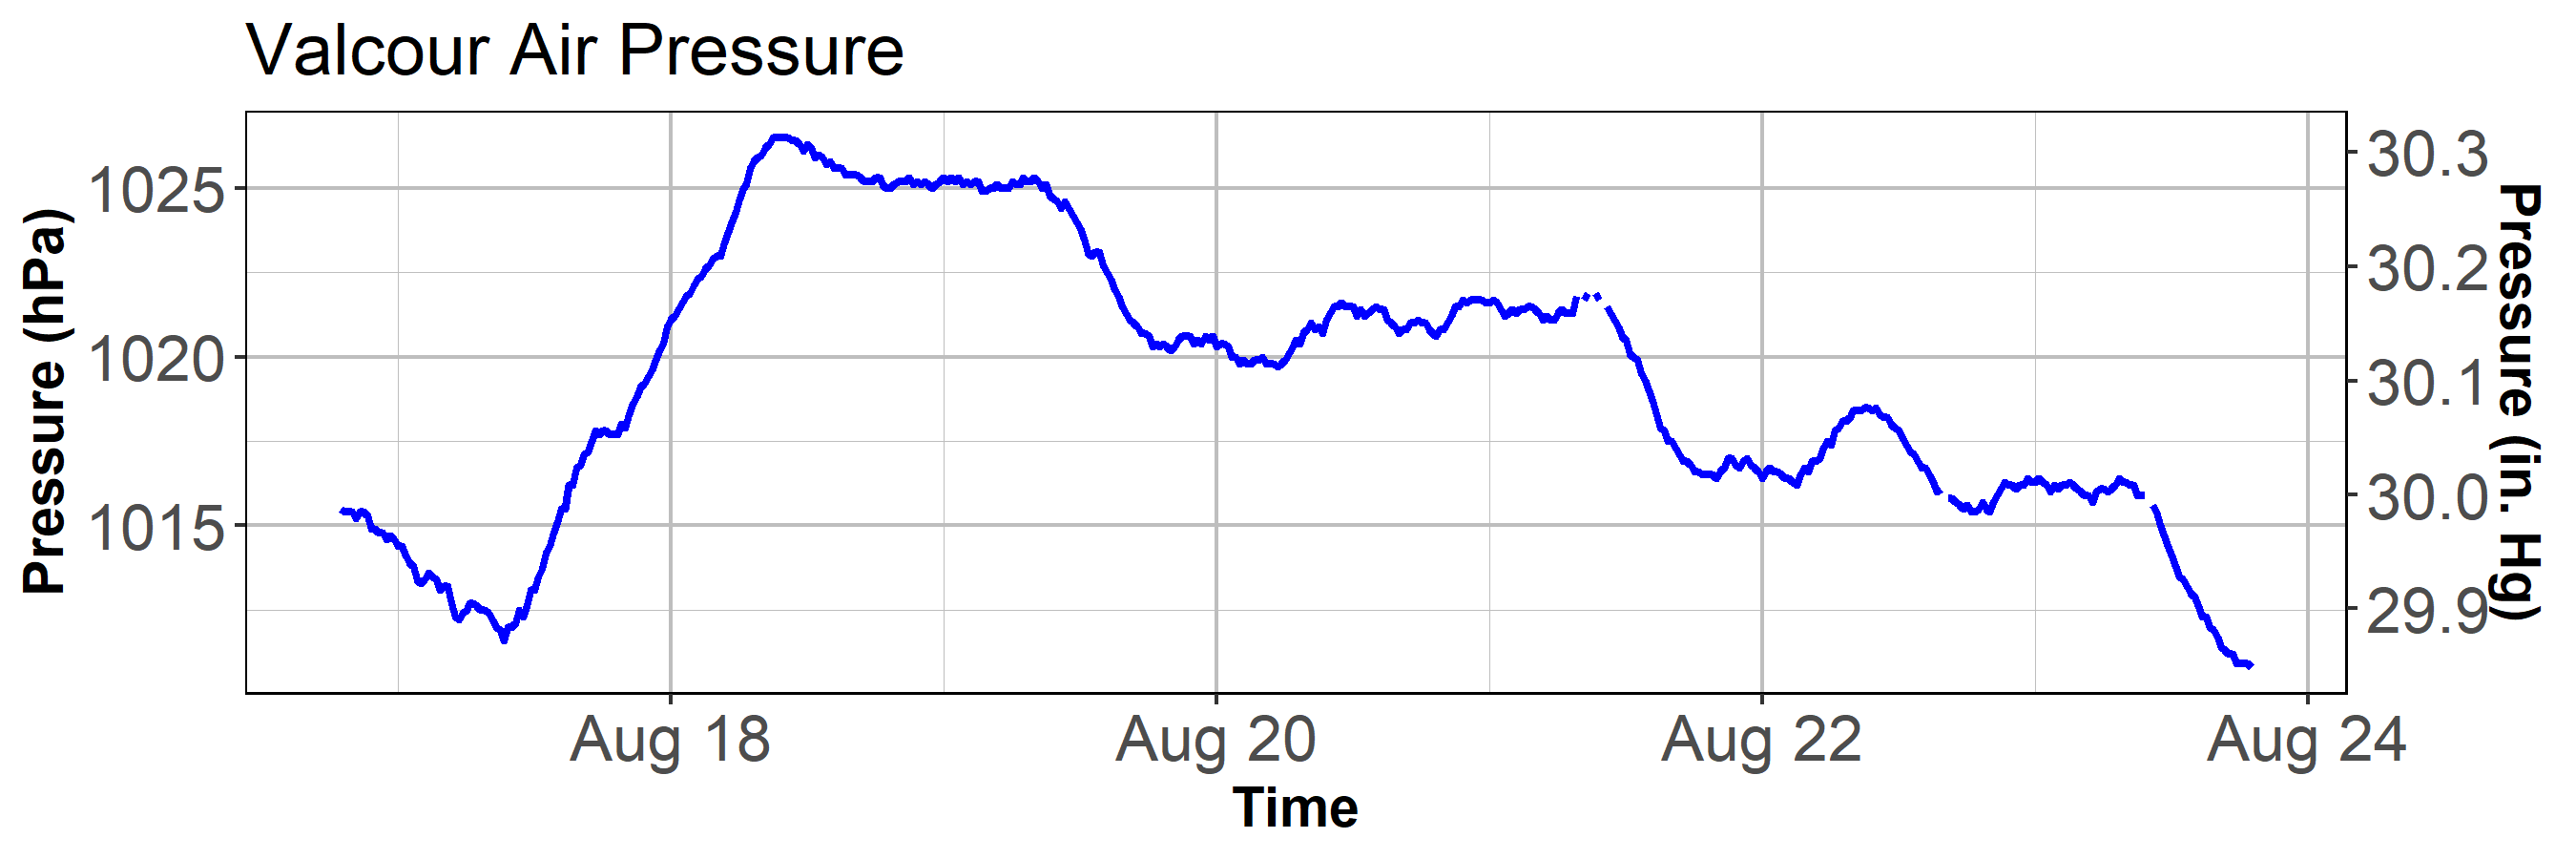 Valcour Air Pressure
Pressure (hPa)
1025
1020
1015
30.3
30.2
30.1
30.0
29.9
Pressure (in. Hg)
Aug 18
Aug 20
Aug 22
Aug 24
Time